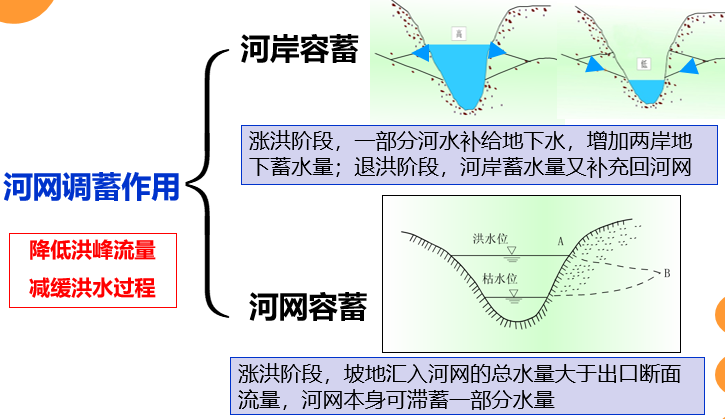 河岸容蓄
高
低
涨洪阶段，一部分河水补给地下水，增加两岸地
下蓄水量；退洪阶段，河岸蓄水量又补充回河网
河网调蓄作用
降低洪峰流量
减缓洪水过程
洪水位
A
枯水位
B
河网容蓄
涨洪阶段，坡地汇入河网的总水量大于出口断面
流量，河网本身可滞蓄一部分水量